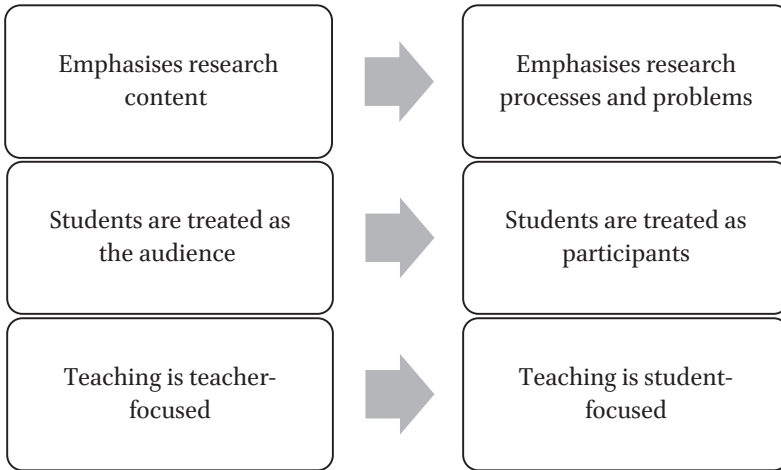 Emphasises research
content
Emphasises research
processes and problems
Students are treated as
the audience
Students are treated as
participants
Teaching is teacher-
focused
Teaching is student-
focused